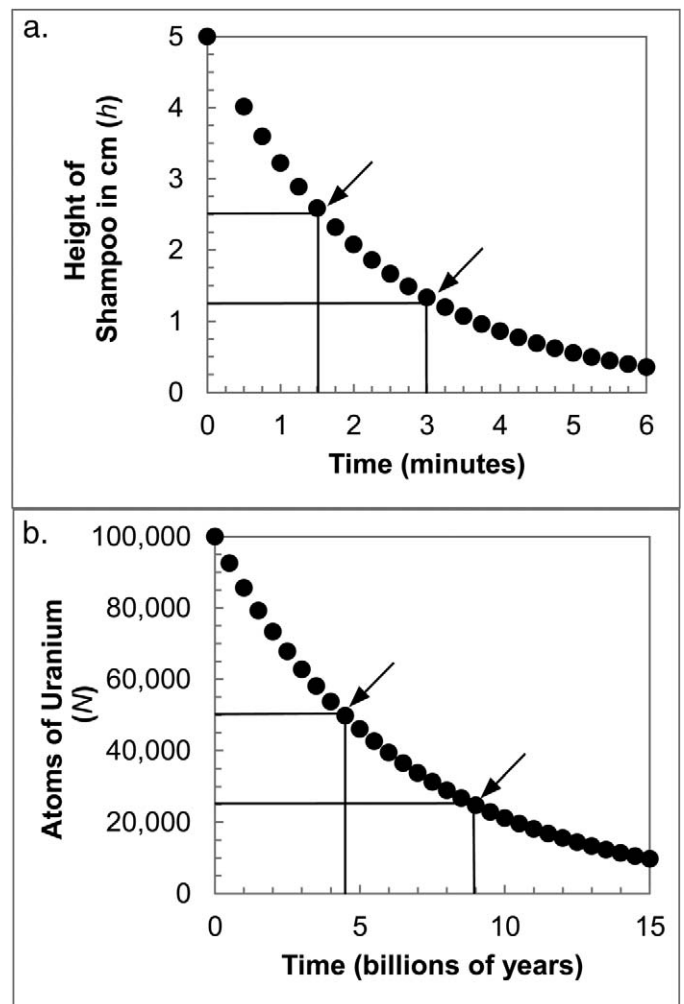 a.
5
4
3
2
1
0
Height of
Shampoo in cm (h)
0 1 2 3 4 5 6
Time (minutes)
b.
100,000
80,000
60,000
40,000
20,000
0
Atoms of Uranium
(N)
0 5 10 15
Time (billions of years)